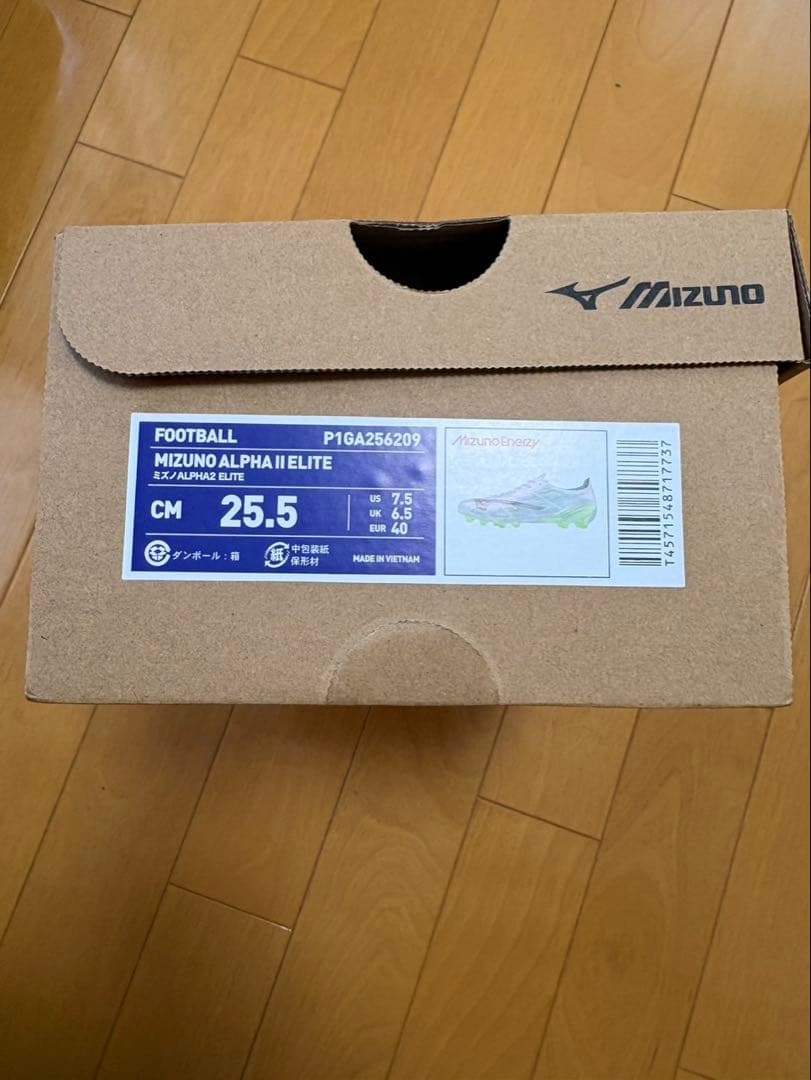 MIZUNO
FOOTBALL P1GA256209
MIZUNO ALPHA II ELITE
ミズノALPHA2 ELITE
CM 25.5
US 7.5
UK 6.5
EUR 40
ダンボール：箱
紙 中包装紙
保形材
MADE IN VIETNAM
Mizuno Enerzy
T4571548717737